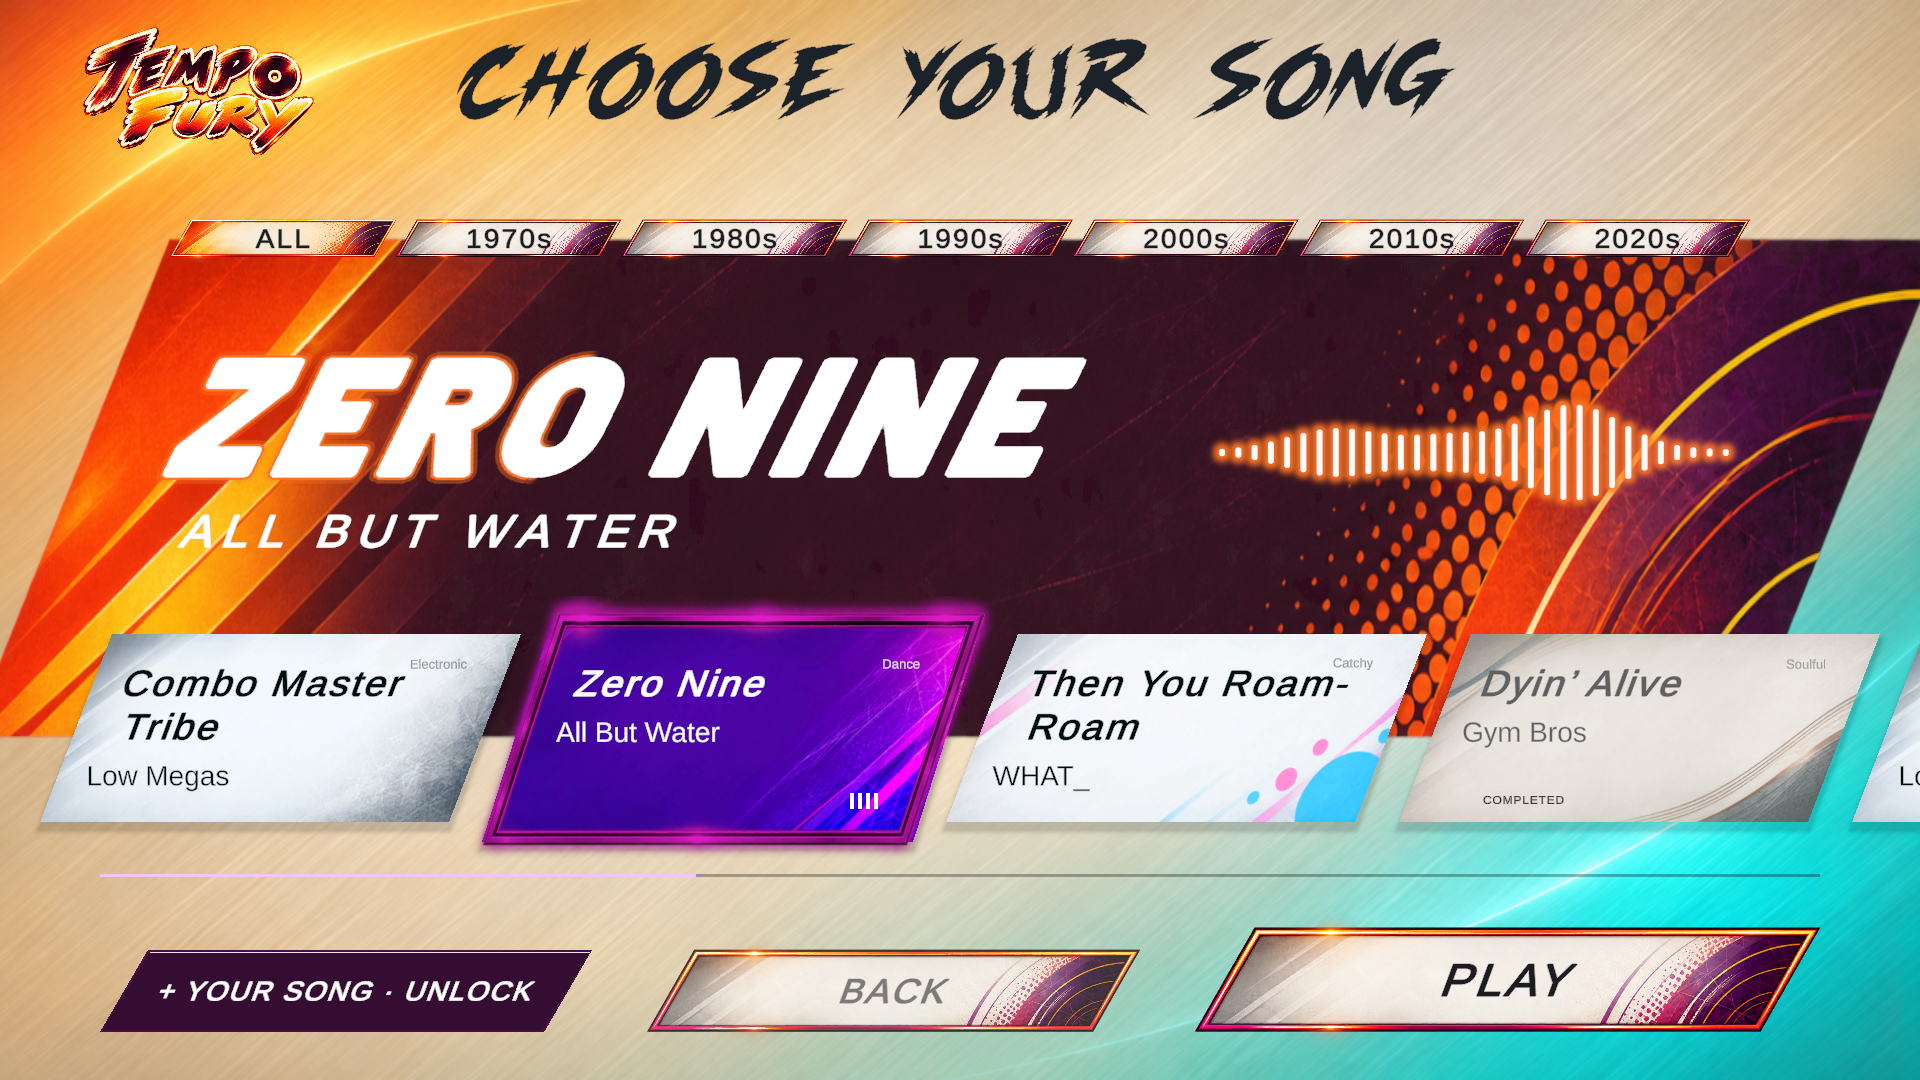 TEMPO
FURY
CHOOSE YOUR SONG
ALL
1970s
1980s
1990s
2000s
2010s
2020s
ZERO NINE
ALL BUT WATER
Combo Master
Tribe
Electronic
Low Megas
Zero Nine
Dance
All But Water
Then You Roam-
Roam
Catchy
WHAT_
Dyin’ Alive
Soulful
Gym Bros
COMPLETED
+ YOUR SONG · UNLOCK
BACK
PLAY